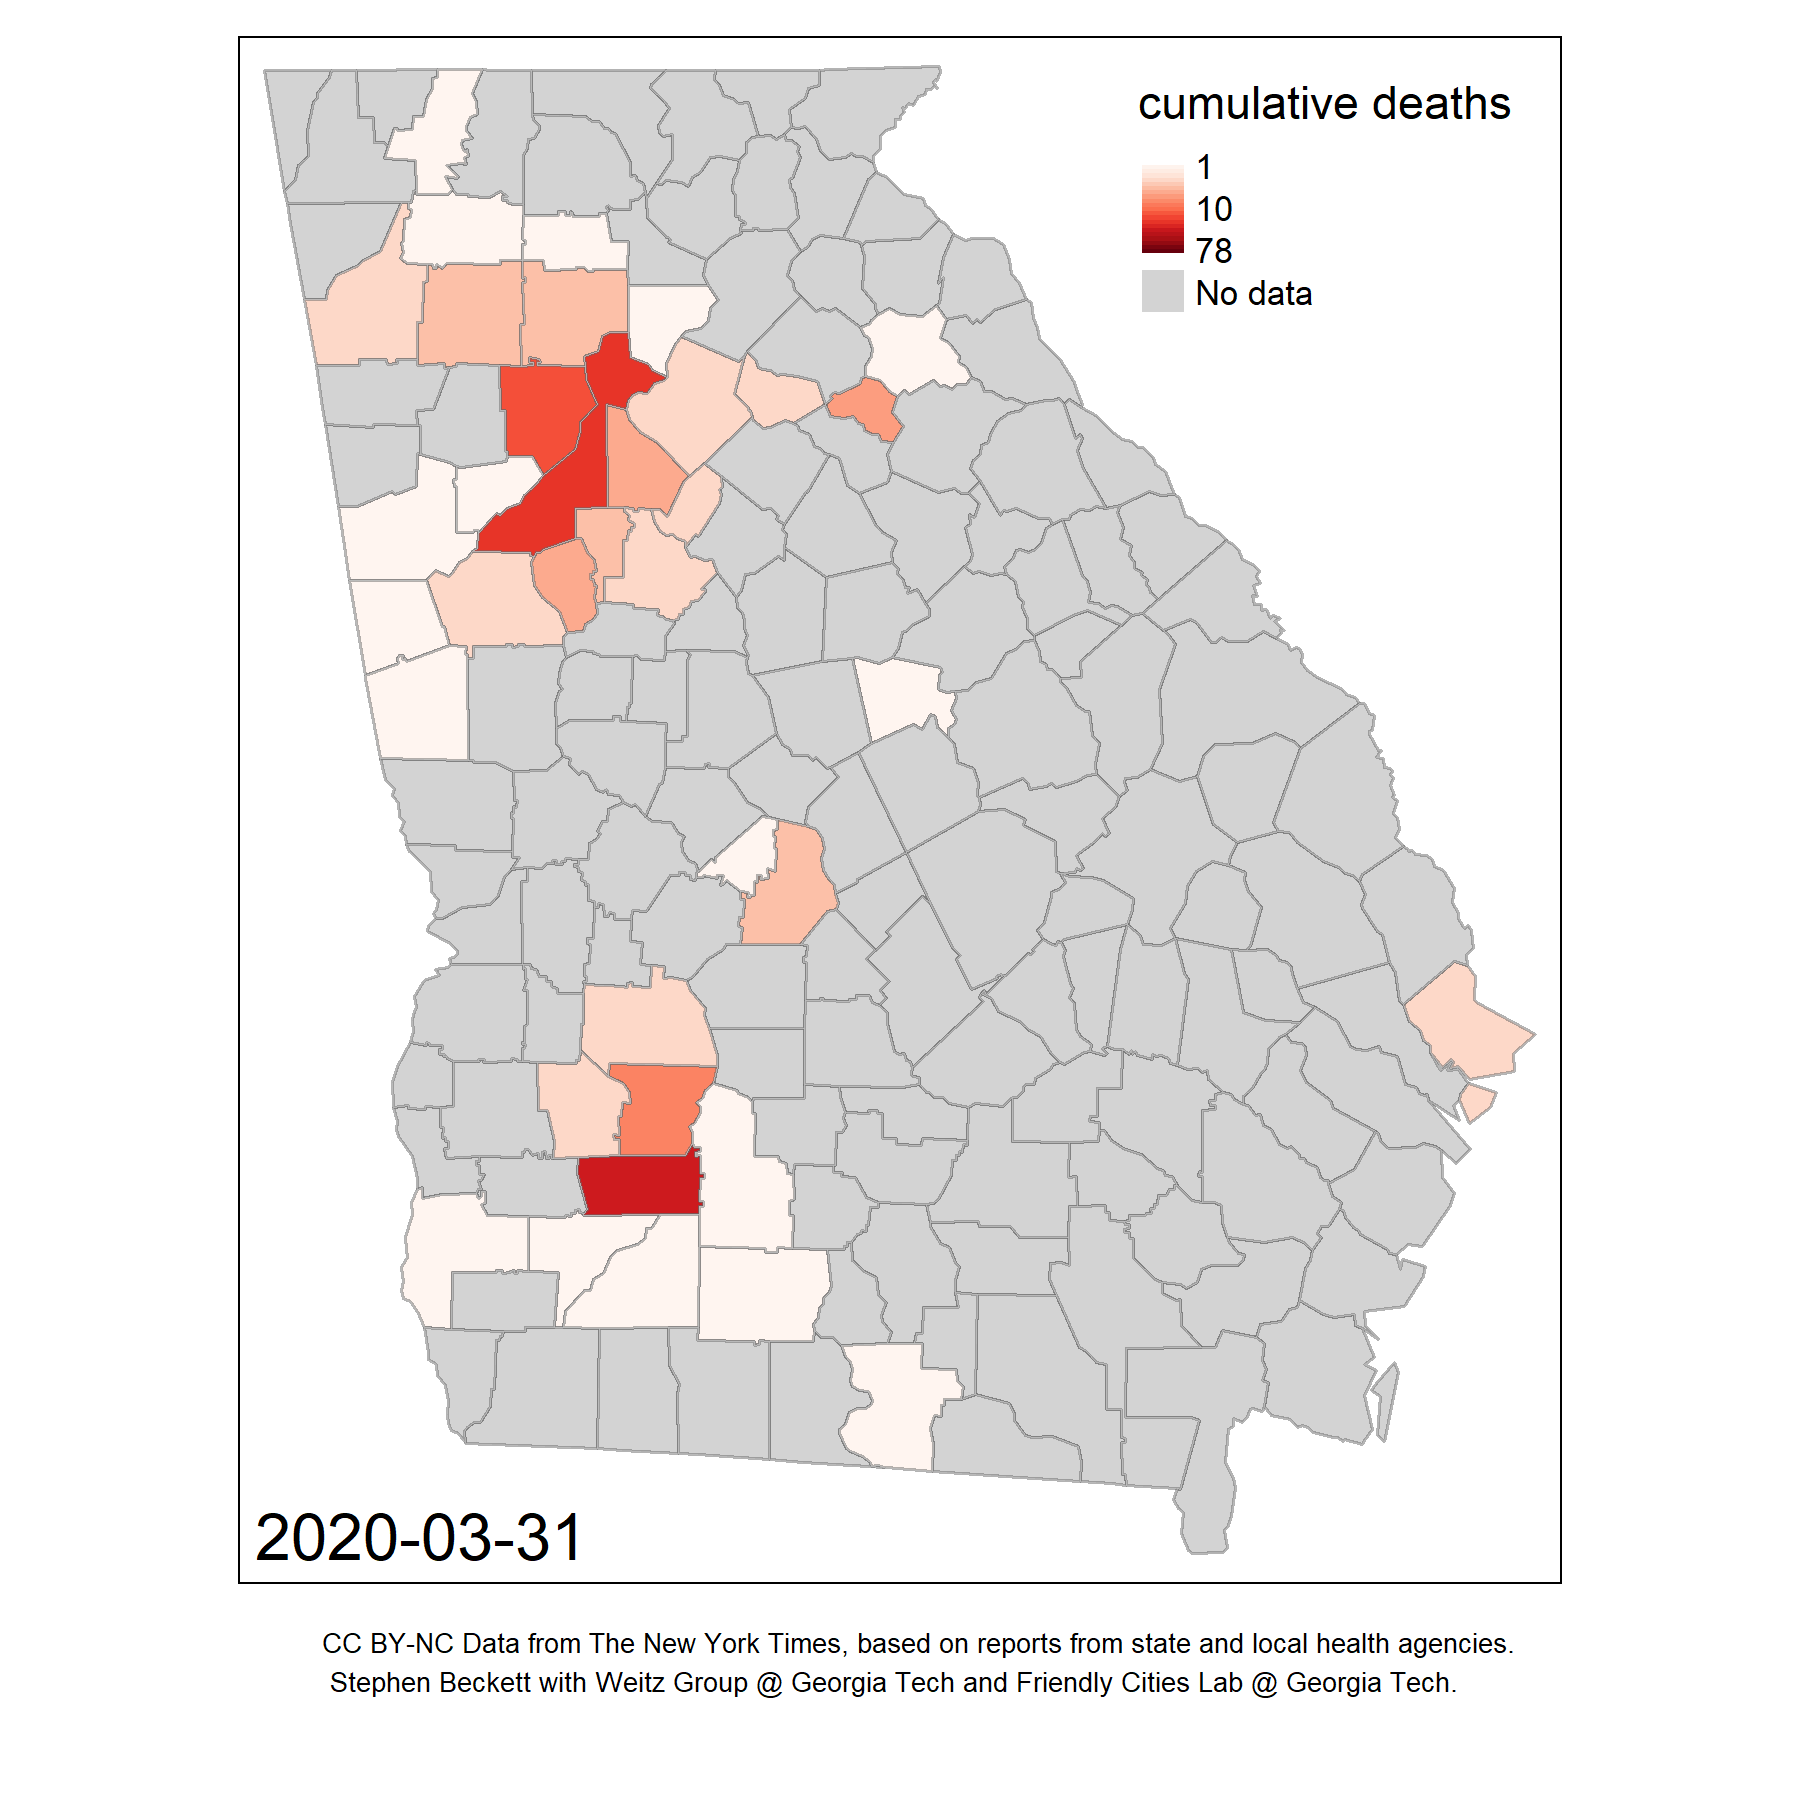 cumulative deaths
1
10
78
No data
2020-03-31
CC BY-NC Data from The New York Times, based on reports from state and local health agencies.
Stephen Beckett with Weitz Group @ Georgia Tech and Friendly Cities Lab @ Georgia Tech.